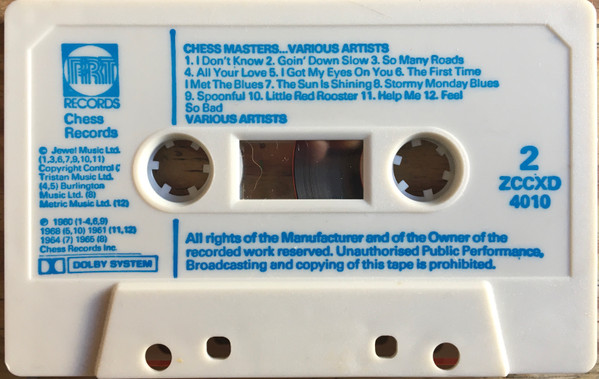 PRT
RECORDS
Chess
Records
CHESS MASTERS...VARIOUS ARTISTS
1. I Don't Know 2. Goin' Down Slow 3. So Many Roads
4. All Your Love 5. I Got My Eyes On You 6. The First Time
I Met The Blues 7. The Sun is Shining 8. Stormy Monday Blues
9. Spoonful 10. Little Red Rooster 11. Help Me 12. Feel
So Bad
VARIOUS ARTISTS
© Jewel Music Ltd.
(1,3,6,7,9,10,11)
Copyright Control (
Tristan Music Ltd.
(4,5) Burlington
Music Ltd. (8)
Metric Music Ltd. (12)
℗ 1960 (1-4,6,9)
1968 (5,10) 1961 (11,12)
1964 (7) 1965 (8)
Chess Records Inc.
DOLBY SYSTEM
2
ZCCXD
4010
All rights of the Manufacturer and of the Owner of the
recorded work reserved. Unauthorised Public Performance,
Broadcasting and copying of this tape is prohibited.